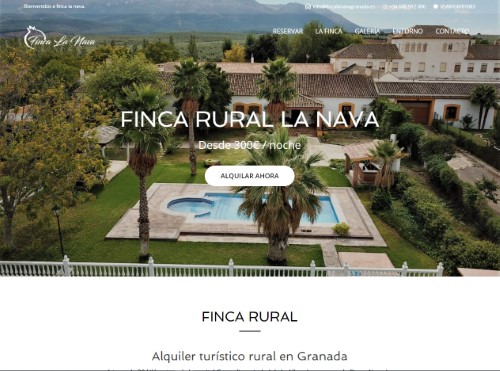 Bienvenidos a finca la nava.
Finca La Nava
RESERVAR LA FINCA GALERÍA ENTORNO CONTACTO
FINCA RURAL LA NAVA
Desde 300€ / noche
ALQUILAR AHORA
FINCA RURAL
Alquiler turístico rural en Granada